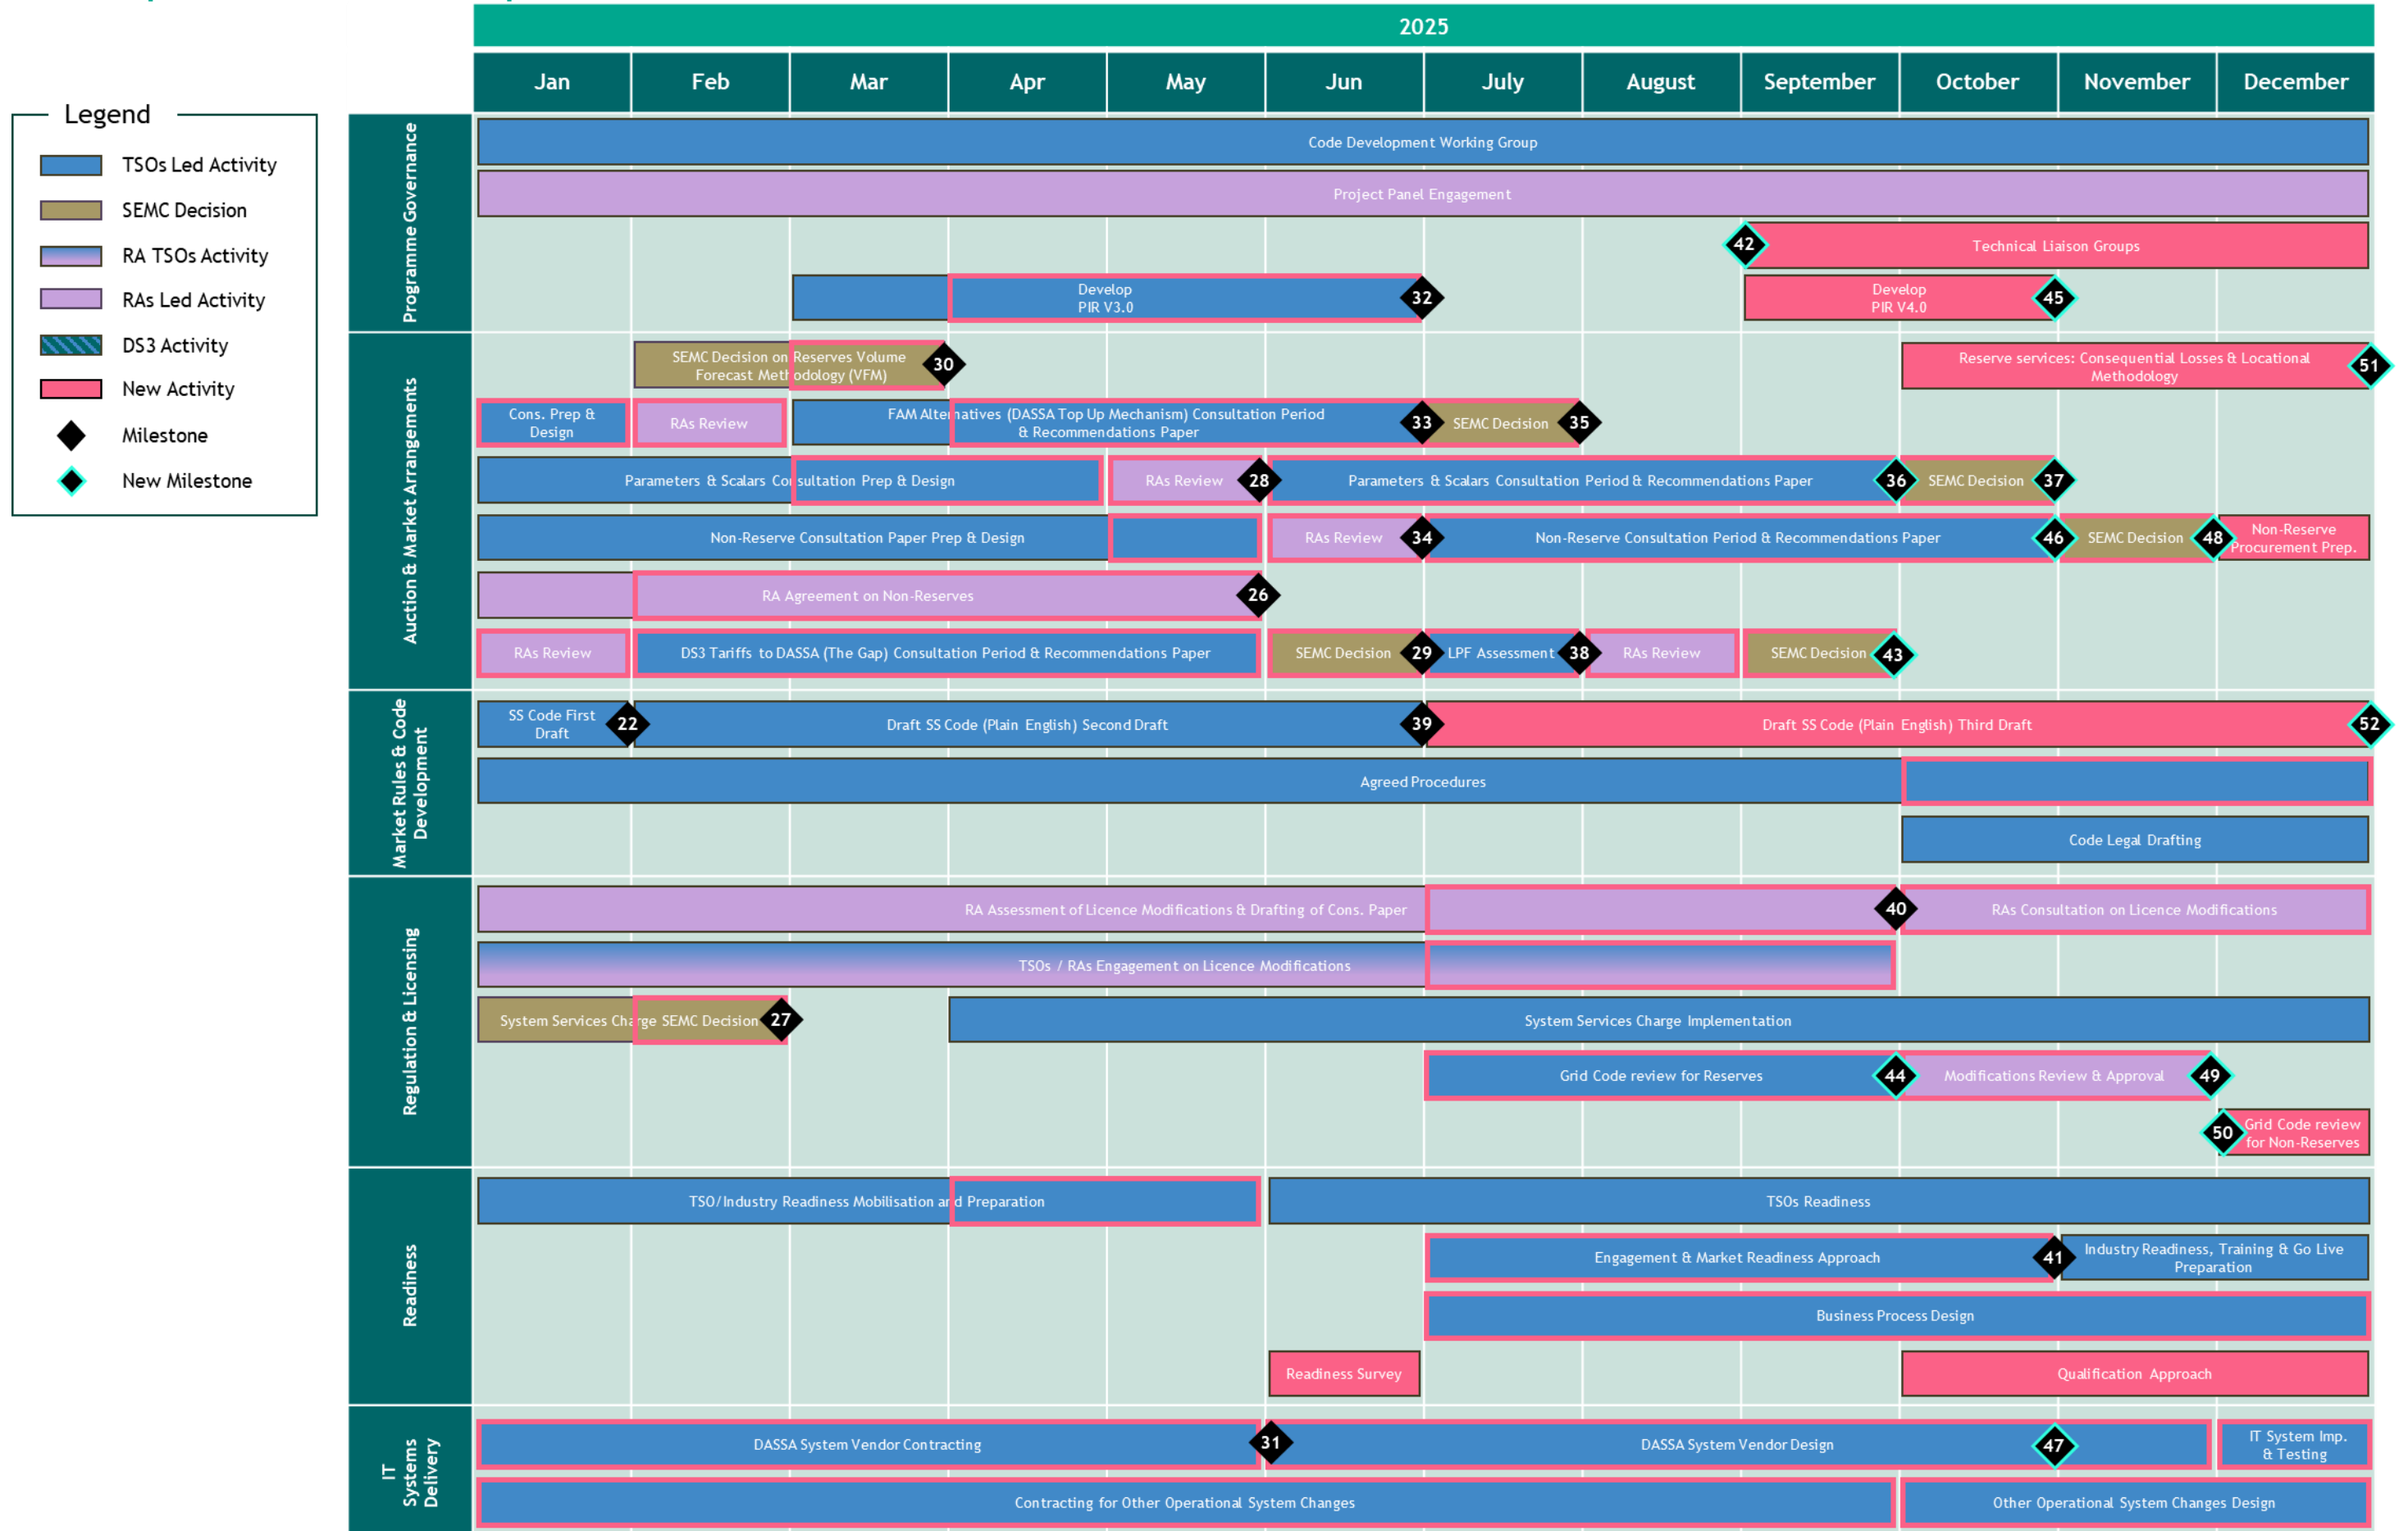 2025
Jan
Feb
Mar
Apr
May
Jun
July
August
September
October
November
December
Legend
TSOs Led Activity
SEMC Decision
RA TSOs Activity
RAs Led Activity
DS3 Activity
New Activity
Milestone
New Milestone
Programme Governance
Code Development Working Group
Project Panel Engagement
42
Technical Liaison Groups
Develop
PIR V3.0
32
Develop
PIR V4.0
45
Auction & Market Arrangements
SEMC Decision on Reserves Volume
Forecast Methodology (VFM)
30
Reserve services: Consequential Losses & Locational
Methodology
51
Cons. Prep &
Design
RAs Review
FAM Alternatives (DASSA Top Up Mechanism) Consultation Period
& Recommendations Paper
33
SEMC Decision
35
Parameters & Scalars Consultation Prep & Design
RAs Review
28
Parameters & Scalars Consultation Period & Recommendations Paper
36
SEMC Decision
37
Non-Reserve Consultation Paper Prep & Design
RAs Review
34
Non-Reserve Consultation Period & Recommendations Paper
46
SEMC Decision
48
Non-Reserve
Procurement Prep.
RA Agreement on Non-Reserves
26
RAs Review
DS3 Tariffs to DASSA (The Gap) Consultation Period & Recommendations Paper
SEMC Decision
29
LPF Assessment
38
RAs Review
SEMC Decision
43
Market Rules & Code
Development
SS Code First
Draft
22
Draft SS Code (Plain English) Second Draft
39
Draft SS Code (Plain English) Third Draft
52
Agreed Procedures
Code Legal Drafting
Regulation & Licensing
RA Assessment of Licence Modifications & Drafting of Cons. Paper
40
RAs Consultation on Licence Modifications
TSOs / RAs Engagement on Licence Modifications
System Services Charge SEMC Decision
27
System Services Charge Implementation
Grid Code review for Reserves
44
Modifications Review & Approval
49
50
Grid Code review
for Non-Reserves
Readiness
TSO/Industry Readiness Mobilisation and Preparation
TSOs Readiness
Engagement & Market Readiness Approach
41
Industry Readiness, Training & Go Live
Preparation
Business Process Design
Readiness Survey
Qualification Approach
IT
Systems
Delivery
DASSA System Vendor Contracting
31
DASSA System Vendor Design
47
IT System Imp.
& Testing
Contracting for Other Operational System Changes
Other Operational System Changes Design